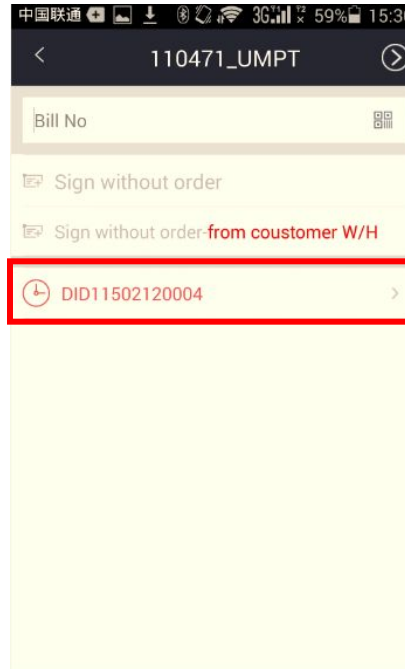 中国联通 3G 59% 15:30
110471_UMPT
Bill No
Sign without order
Sign without order-from coustomer W/H
DID11502120004